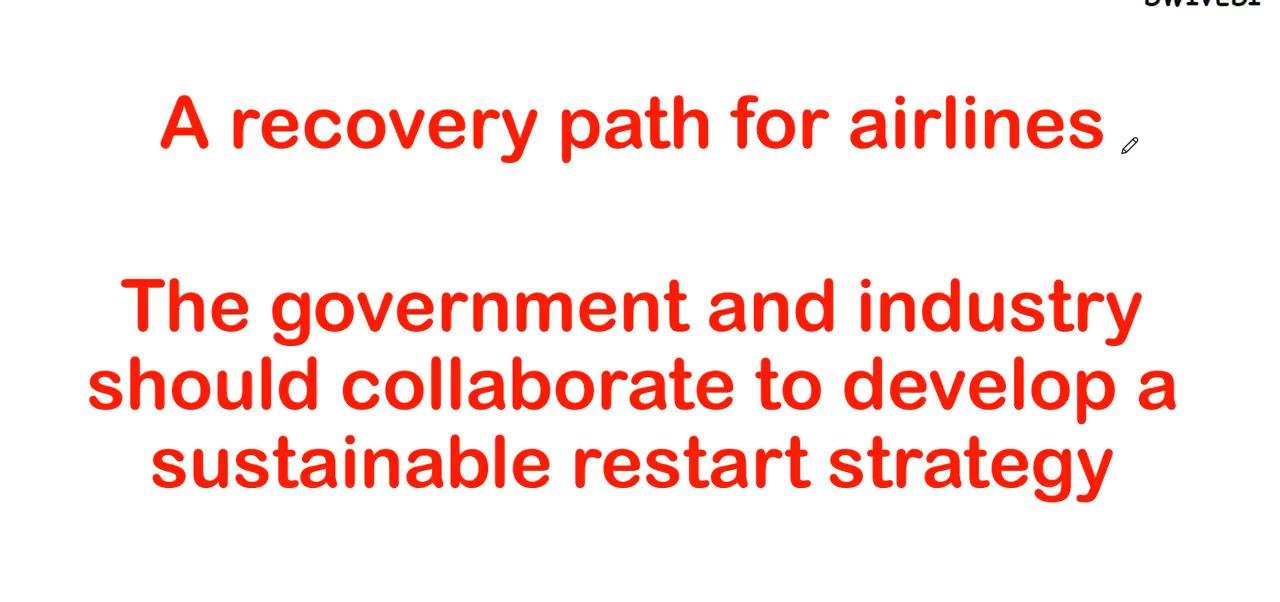 A recovery path for airlines
The government and industry
should collaborate to develop a
sustainable restart strategy